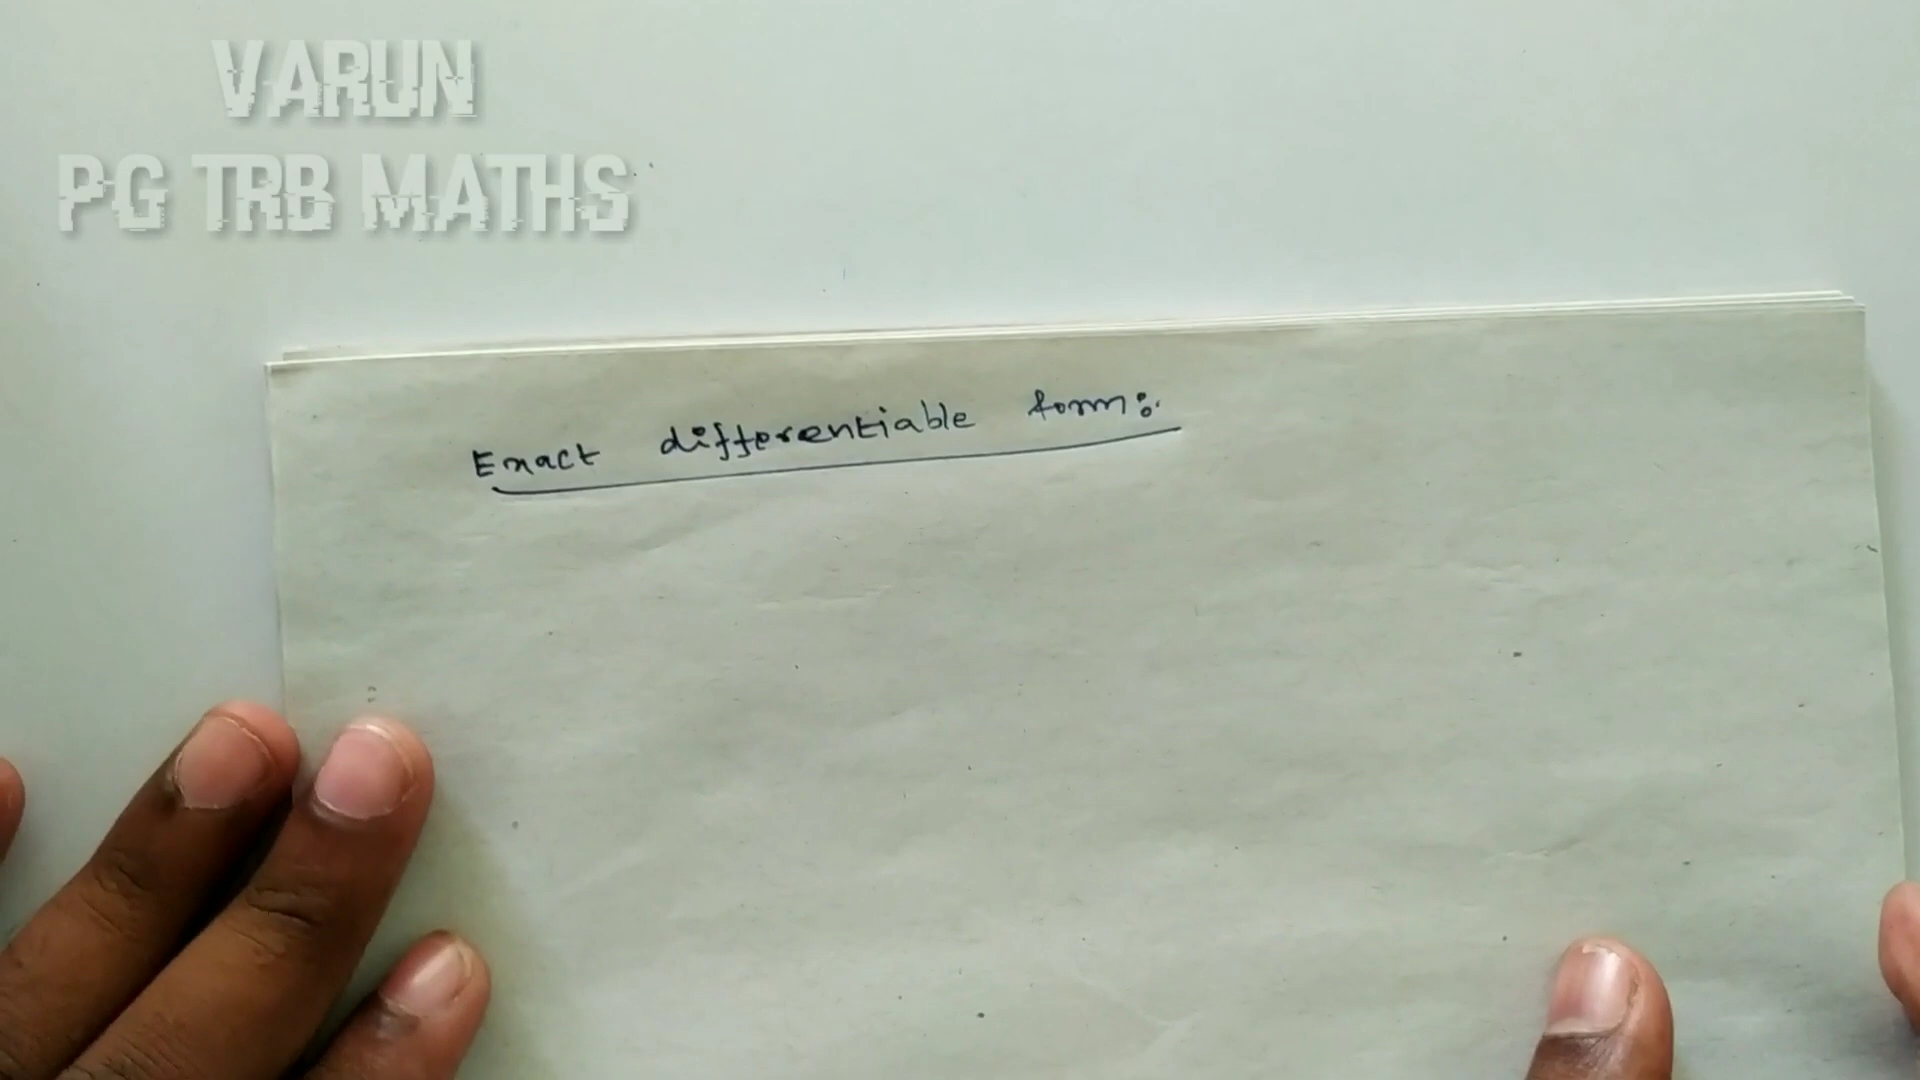 VARUN
PG TRB MATHS
Exact differentiable form: